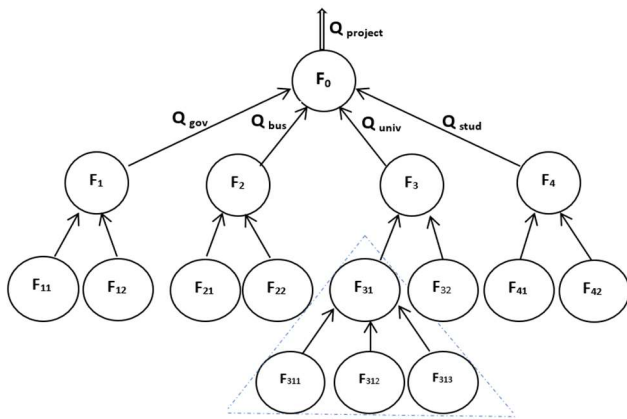 Q project
F0
Q gov
Q bus
Q univ
Q stud
F1
F2
F3
F4
F11
F12
F21
F22
F31
F32
F41
F42
F311
F312
F313